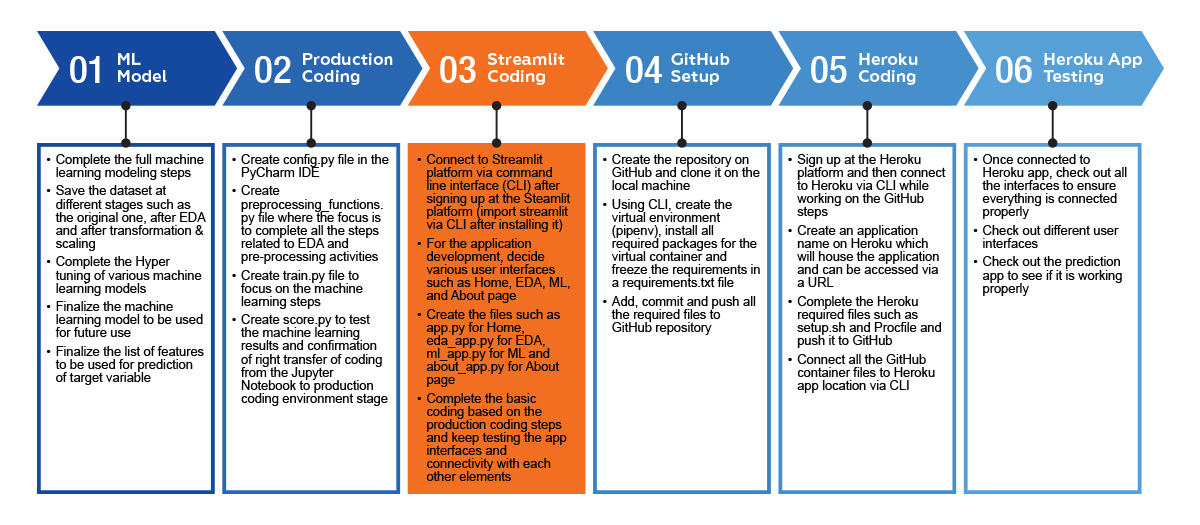 01 ML
Model
02 Production
Coding
03 Streamlit
Coding
04 GitHub
Setup
05 Heroku
Coding
06 Heroku App
Testing
• Complete the full machine
learning modeling steps
• Save the dataset at
different stages such as
the original one, after EDA
and after transformation &
scaling
• Complete the Hyper
tuning of various machine
learning models
• Finalize the machine
learning model to be used
for future use
• Finalize the list of features
to be used for prediction
of target variable
• Create config.py file in the
PyCharm IDE
• Create
preprocessing_functions.
py file where the focus is
to complete all the steps
related to EDA and
pre-processing activities
• Create train.py file to
focus on the machine
learning steps
• Create score.py to test
the machine learning
results and confirmation
of right transfer of coding
from the Jupyter
Notebook to production
coding environment stage
• Connect to Streamlit
platform via command
line interface (CLI) after
signing up at the Steamlit
platform (import streamlit
via CLI after installing it)
• For the application
development, decide
various user interfaces
such as Home, EDA, ML,
and About page
• Create the files such as
app.py for Home,
eda_app.py for EDA,
ml_app.py for ML and
about_app.py for About
page
• Complete the basic
coding based on the
production coding steps
and keep testing the app
interfaces and
connectivity with each
other elements
• Create the repository on
GitHub and clone it on the
local machine
• Using CLI, create the
virtual environment
(pipenv), install all
required packages for the
virtual container and
freeze the requirements in
a requirements.txt file
• Add, commit and push all
the required files to
GitHub repository
• Sign up at the Heroku
platform and then connect
to Heroku via CLI while
working on the GitHub
steps
• Create an application
name on Heroku which
will house the application
and can be accessed via
a URL
• Complete the Heroku
required files such as
setup.sh and Procfile and
push it to GitHub
• Connect all the GitHub
container files to Heroku
app location via CLI
• Once connected to
Heroku app, check out all
the interfaces to ensure
everything is connected
properly
• Check out different user
interfaces
• Check out the prediction
app to see if it is working
properly